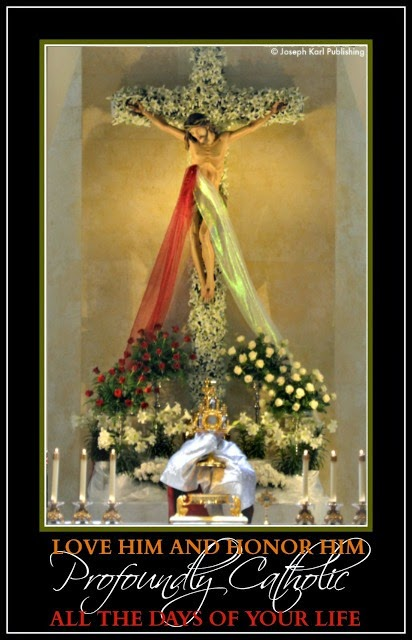 © Joseph Karl Publishing
LOVE HIM AND HONOR HIM
Profoundly Catholic
ALL THE DAYS OF YOUR LIFE